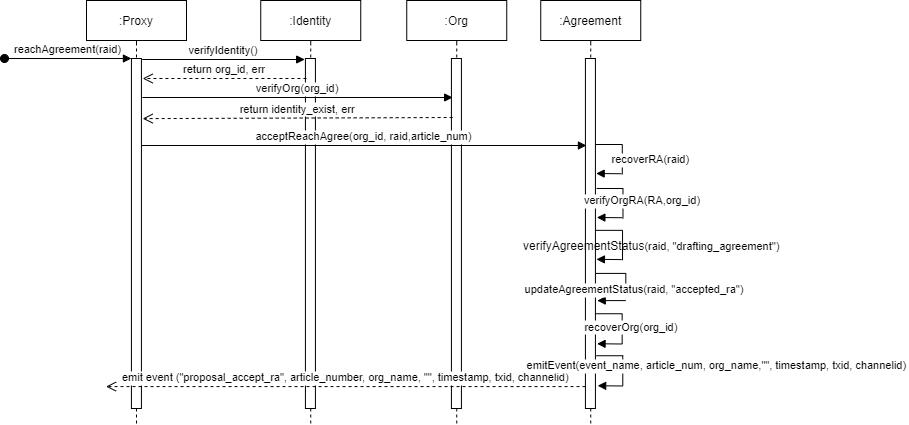 :Proxy
:Identity
:Org
:Agreement
reachAgreement(raid)
verifyIdentity()
return org_id, err
verifyOrg(org_id)
return identity_exist, err
acceptReachAgree(org_id, raid,article_num)
recoverRA(raid)
verifyOrgRA(RA,org_id)
verifyAgreementStatus(raid, "drafting_agreement")
updateAgreementStatus(raid, "accepted_ra")
recoverOrg(org_id)
emitEvent(event_name, article_num, org_name,"", timestamp, txid, channelid)
emit event ("proposal_accept_ra", article_number, org_name, "", timestamp, txid, channelid)